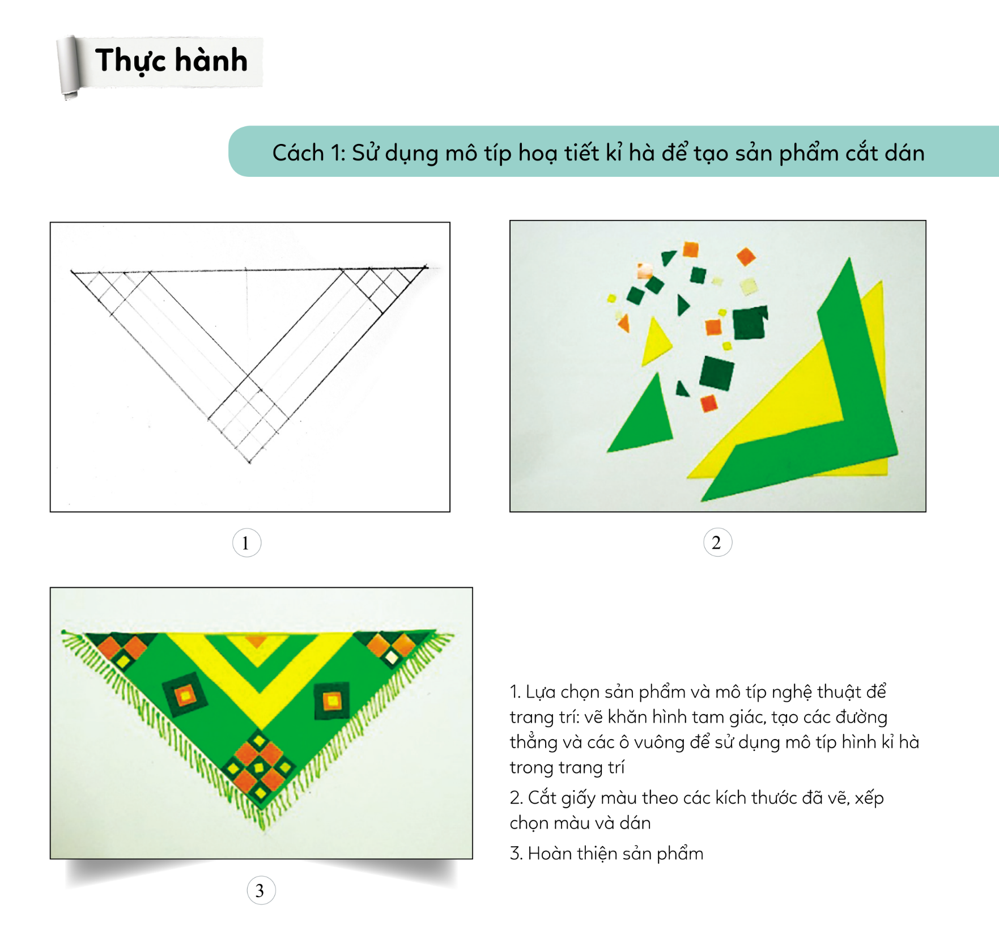 Thực hành
Cách 1: Sử dụng mô típ hoạ tiết kỉ hà để tạo sản phẩm cắt dán
1
2
3
1. Lựa chọn sản phẩm và mô típ nghệ thuật để
trang trí: vẽ khăn hình tam giác, tạo các đường
thẳng và các ô vuông để sử dụng mô típ hình kỉ hà
trong trang trí
2. Cắt giấy màu theo các kích thước đã vẽ, xếp
chọn màu và dán
3. Hoàn thiện sản phẩm